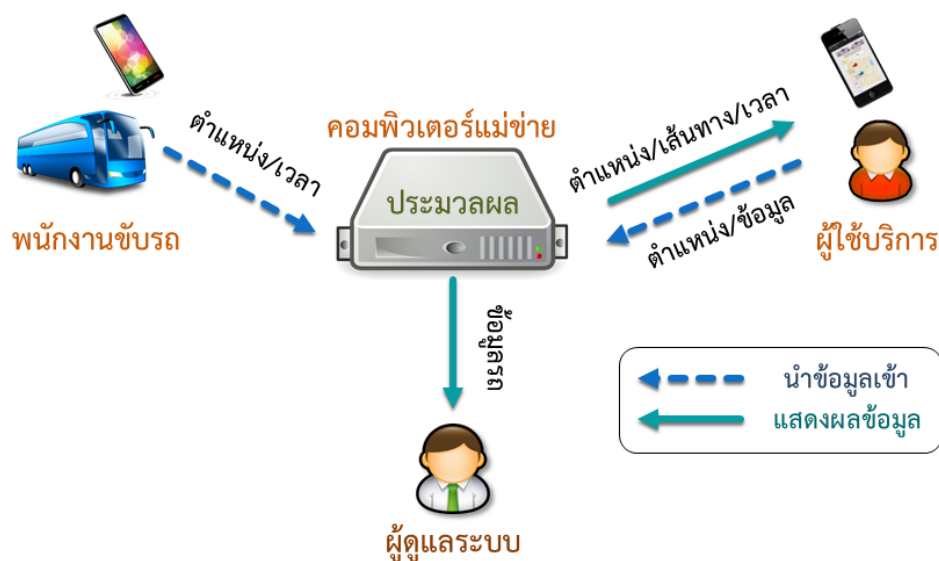 ตำแหน่ง/เวลา
คอมพิวเตอร์แม่ข่าย
ประมวลผล
ตำแหน่ง/เส้นทาง/เวลา
ตำแหน่ง/ข้อมูล
พนักงานขับรถ
ผู้ใช้บริการ
ข้อมูลรถ
นำข้อมูลเข้า
แสดงผลข้อมูล
ผู้ดูแลระบบ